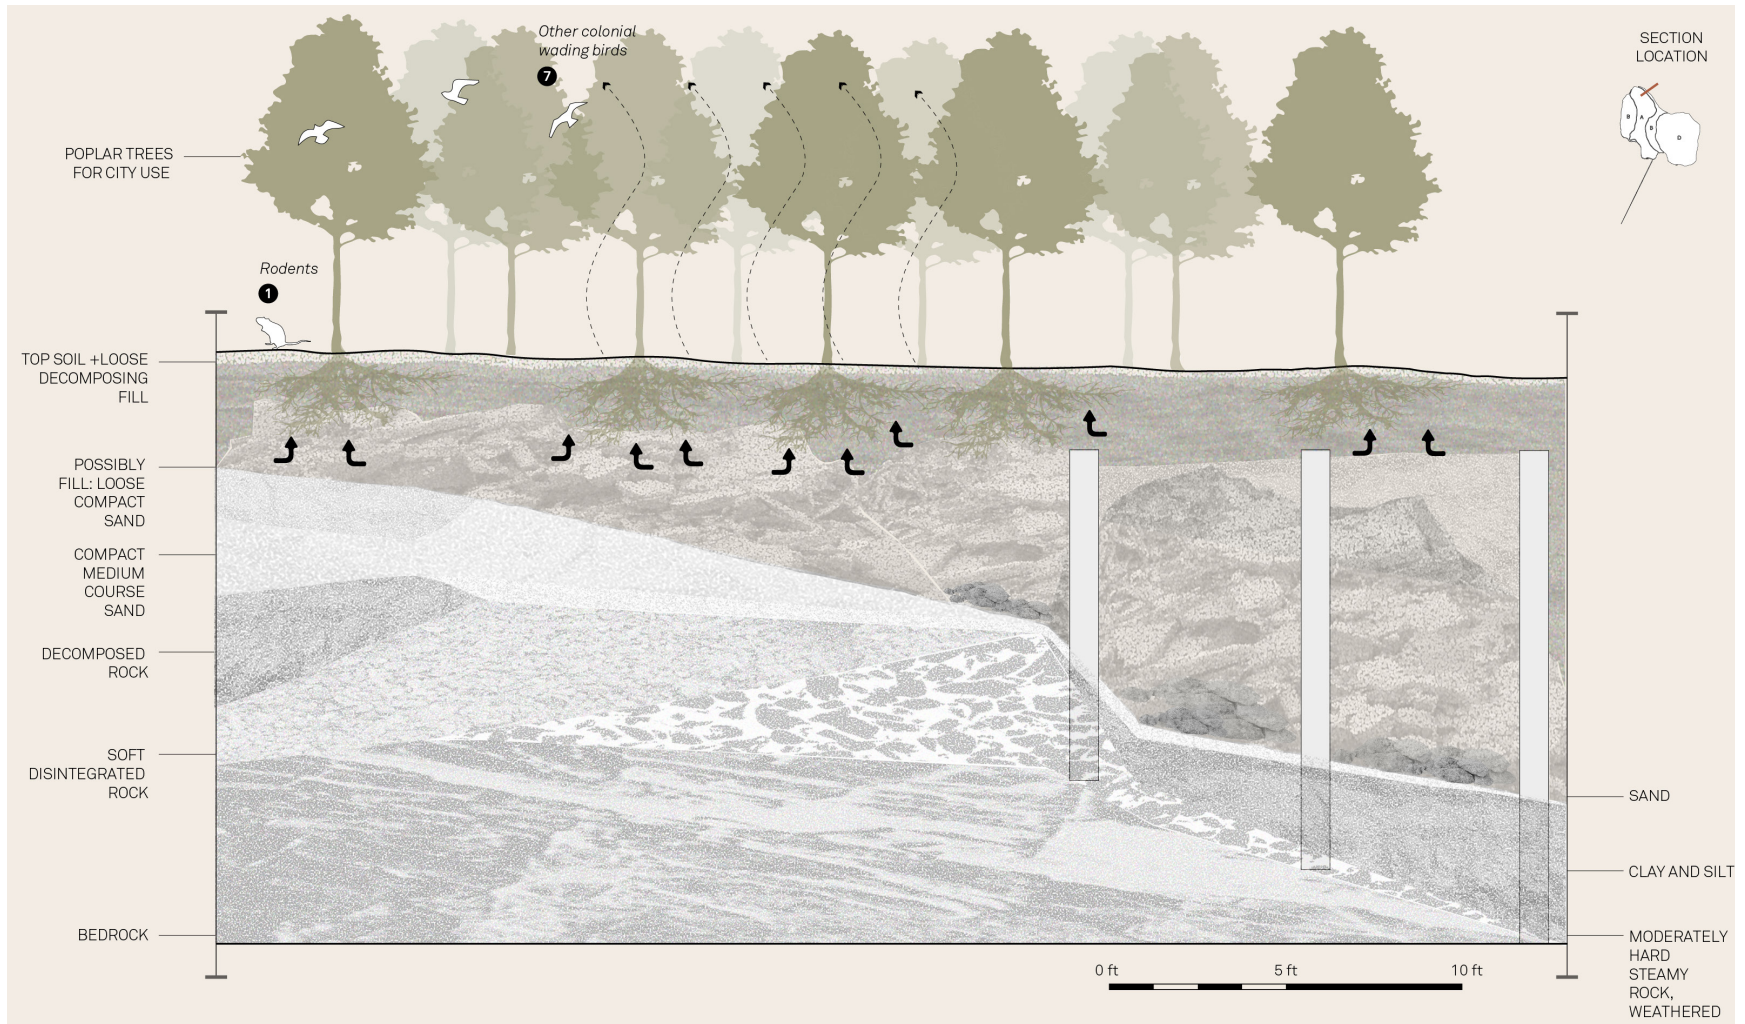 Other colonial
wading birds
7
SECTION
LOCATION
B
A
B
D
POPLAR TREES
FOR CITY USE
Rodents
1
TOP SOIL +LOOSE
DECOMPOSING
FILL
POSSIBLY
FILL: LOOSE
COMPACT
SAND
COMPACT
MEDIUM
COURSE
SAND
DECOMPOSED
ROCK
SOFT
DISINTEGRATED
ROCK
BEDROCK
SAND
CLAY AND SILT
MODERATELY
HARD
STEAMY
ROCK,
WEATHERED
0 ft
5 ft
10 ft